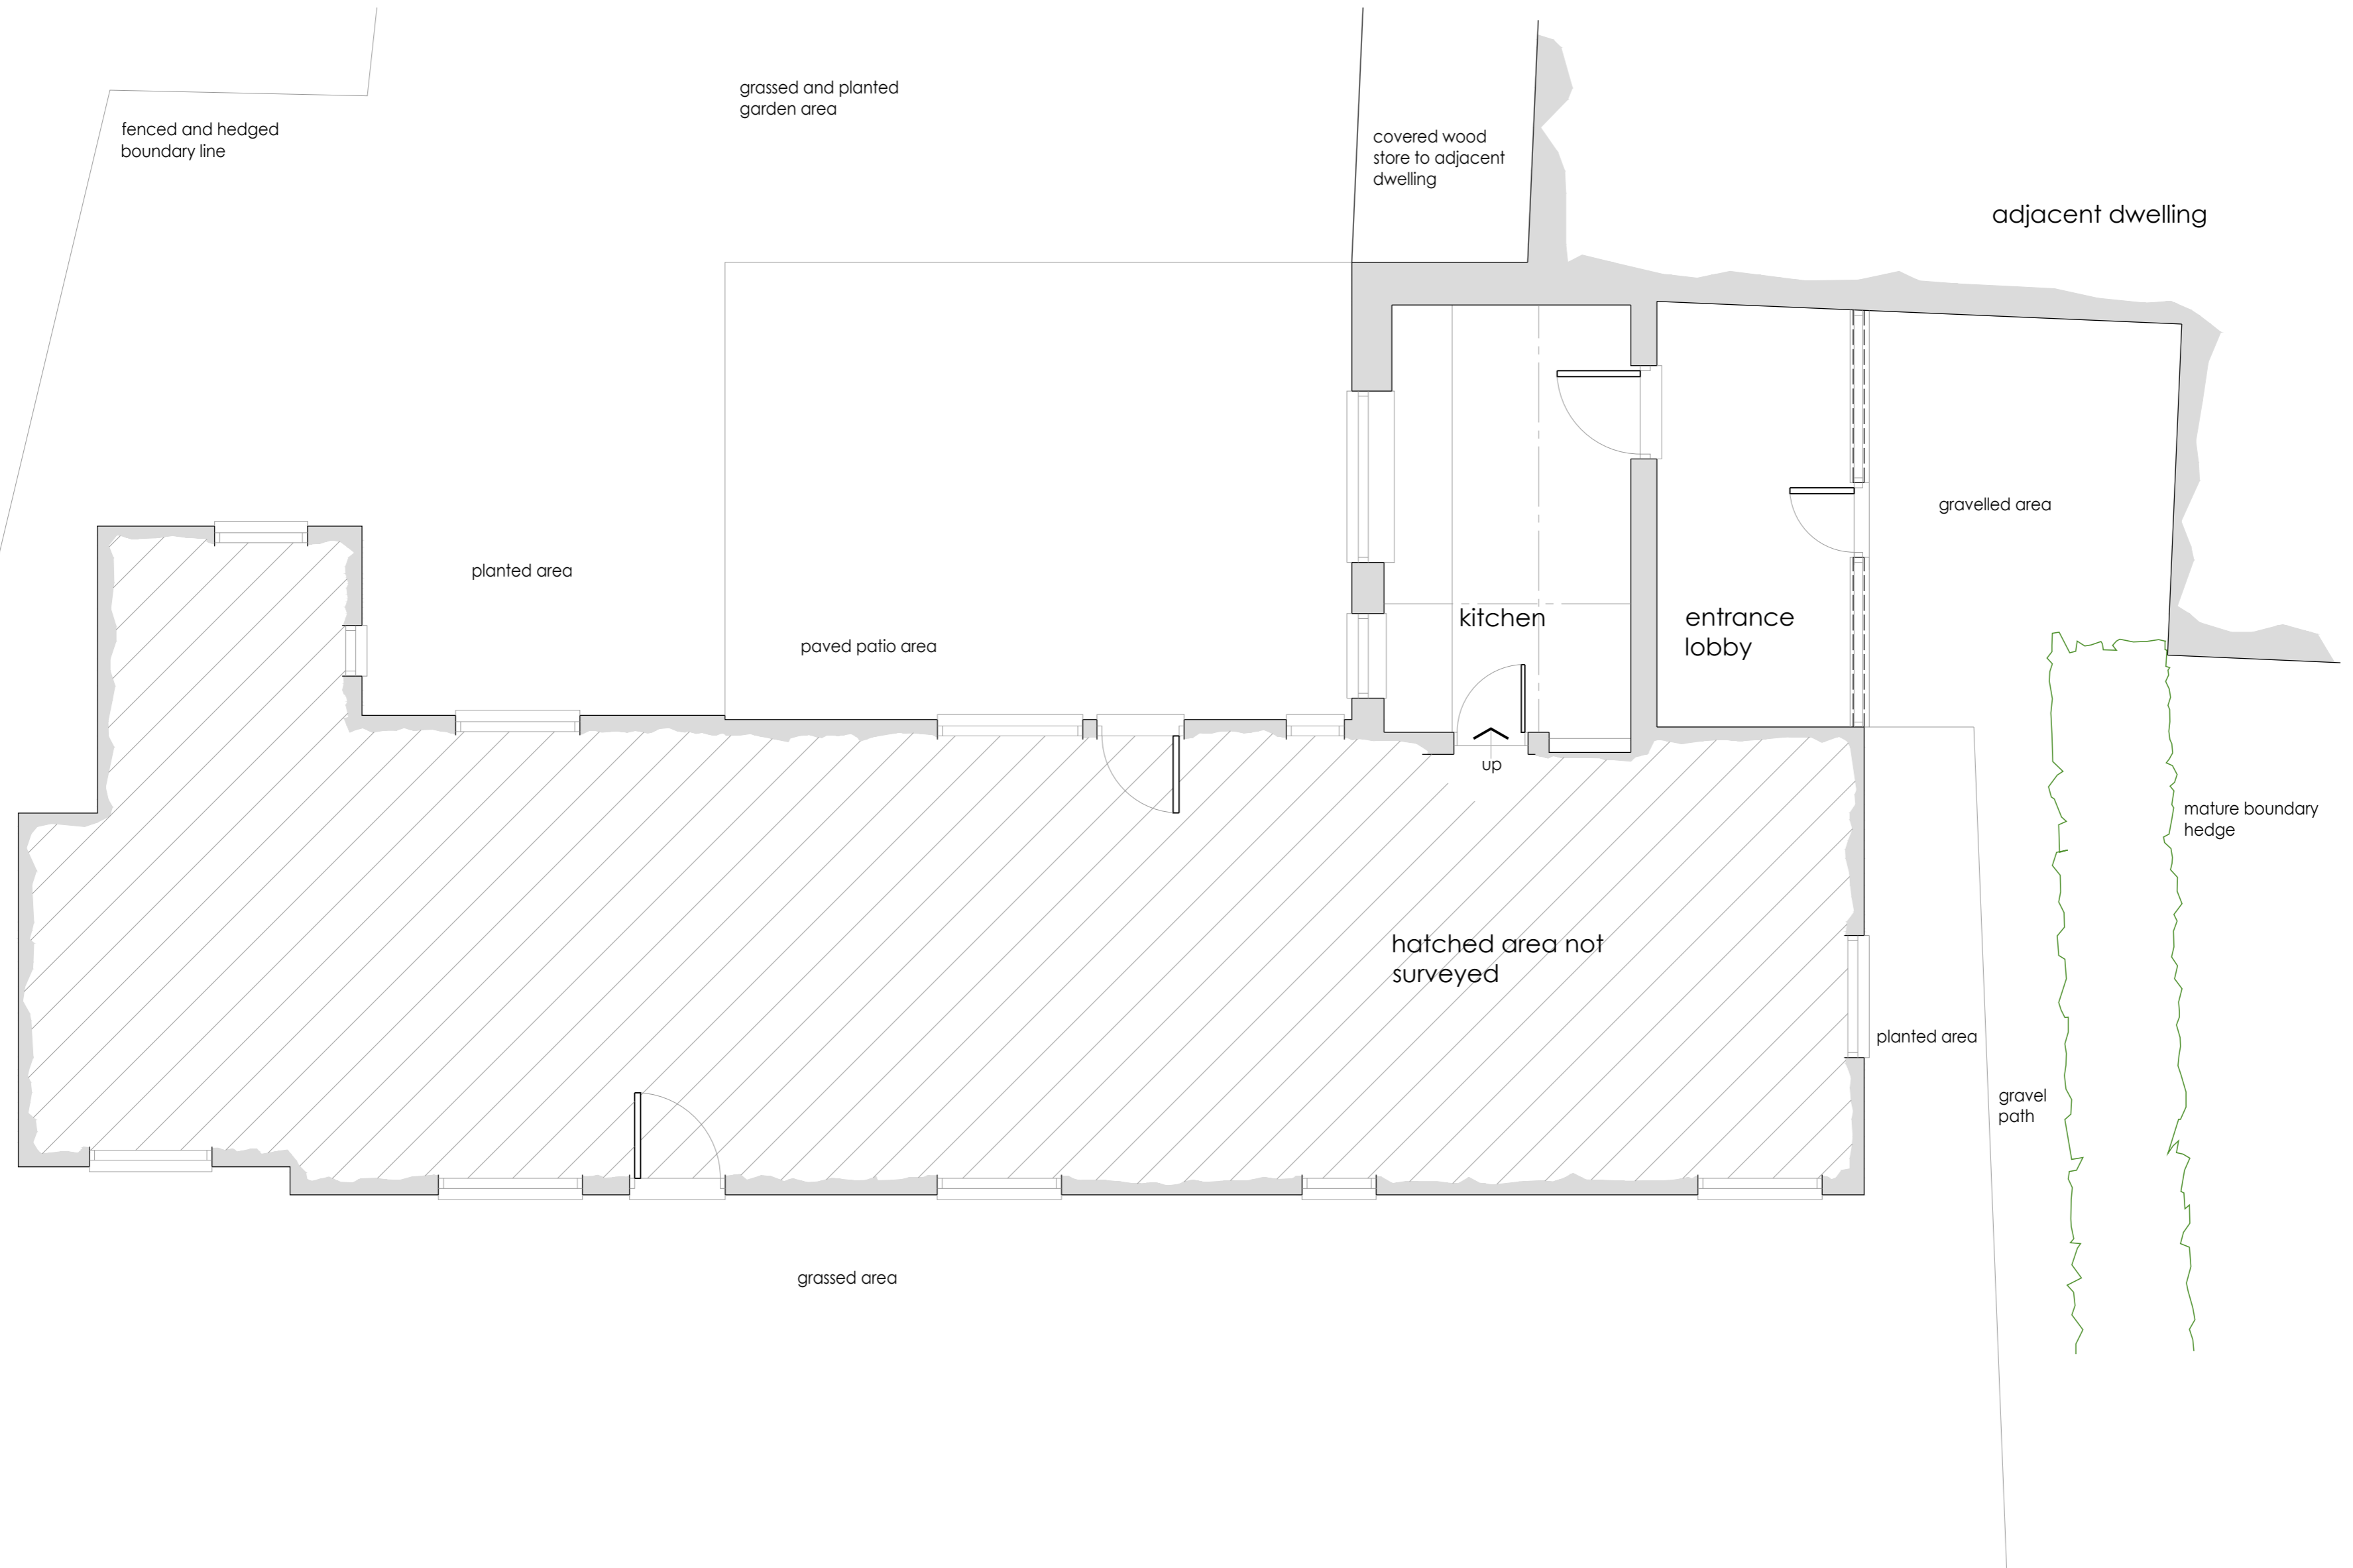 grassed and planted
garden area
fenced and hedged
boundary line
covered wood
store to adjacent
dwelling
adjacent dwelling
gravelled area
planted area
kitchen
entrance
lobby
paved patio area
up
mature boundary
hedge
hatched area not
surveyed
planted area
gravel
path
grassed area